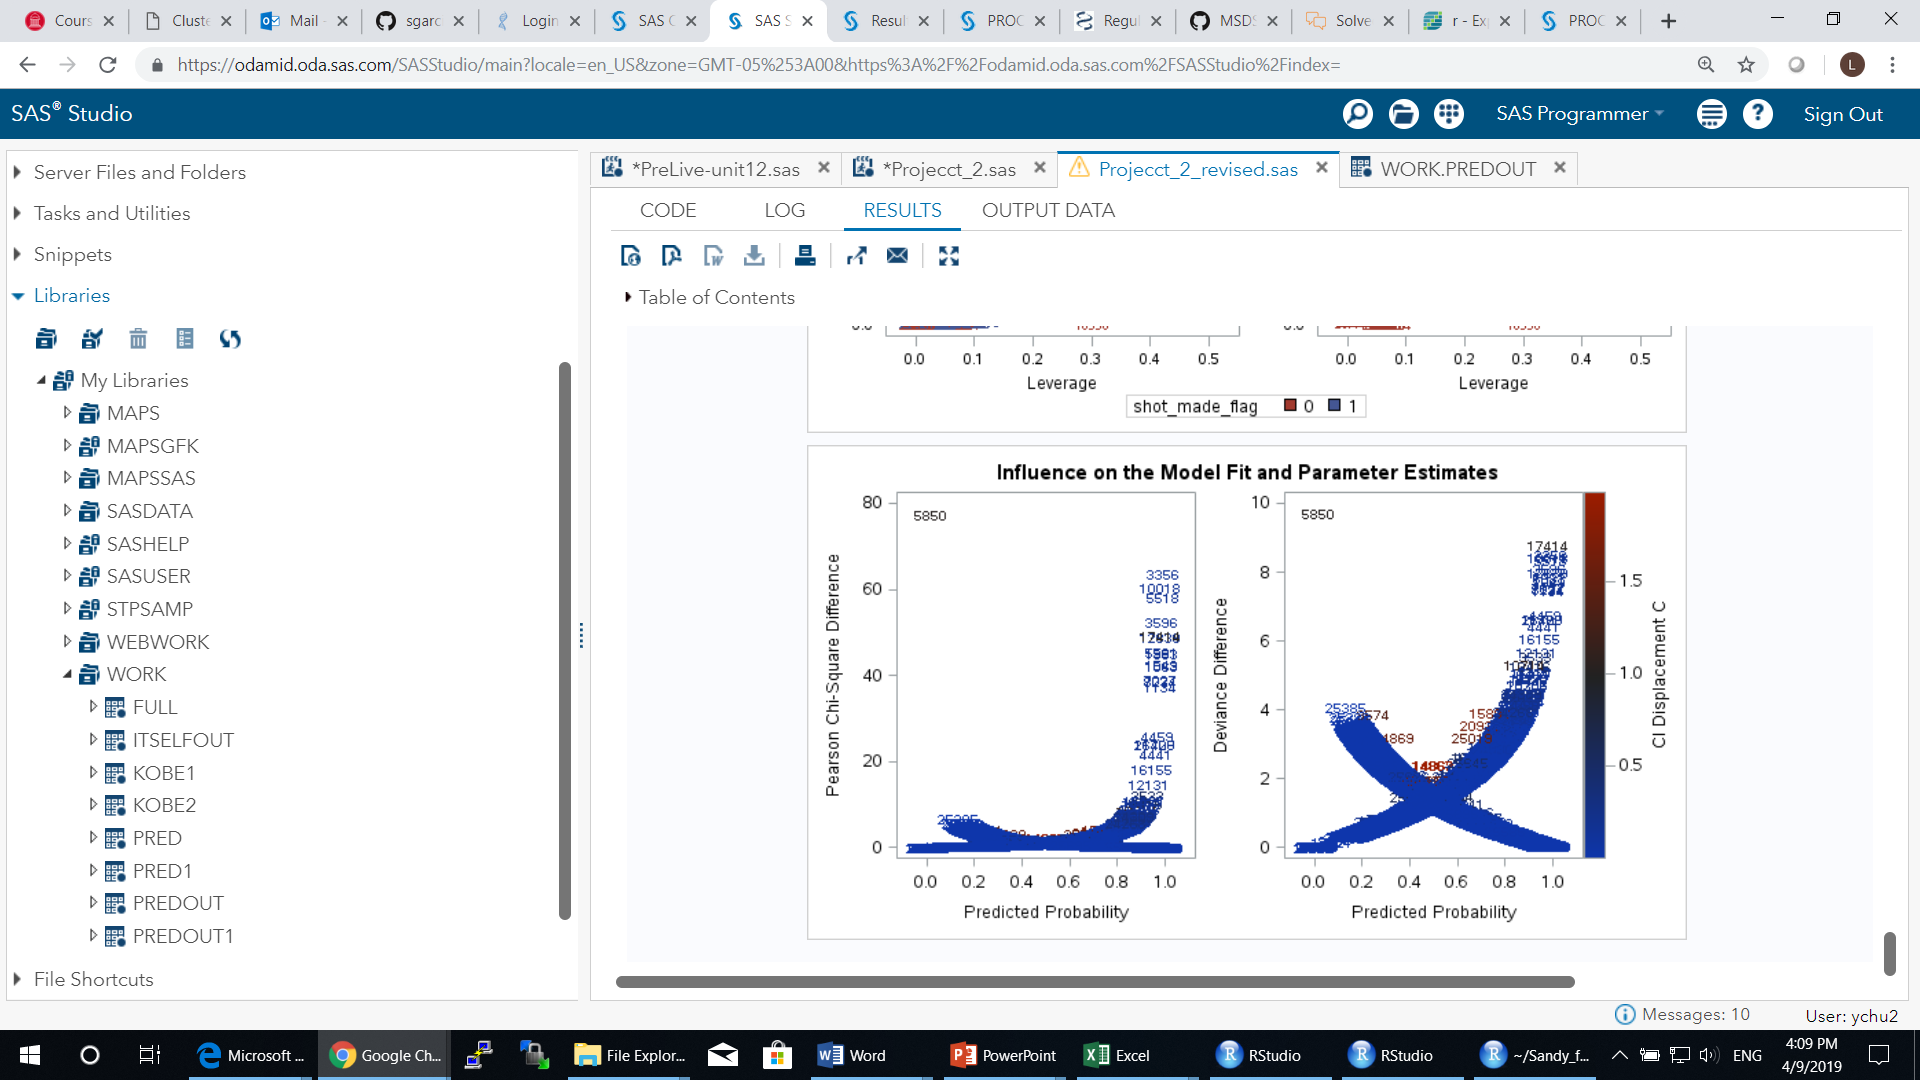 Cours
Cluste
Mail -
sgarc
Login
SAS C
SAS S
Resul
PROC
Regul
MSDS
Solve
r - Ex
PROC
https://odamid.oda.sas.com/SASStudio/main?locale=en_US&zone=GMT-05%253A00&https%3A%2F%2Fodamid.oda.sas.com%2FSASStudio%2Findex=
L
SAS® Studio
SAS Programmer
Sign Out
Server Files and Folders
Tasks and Utilities
Snippets
Libraries
My Libraries
MAPS
MAPSGFK
MAPSSAS
SASDATA
SASHELP
SASUSER
STPSAMP
WEBWORK
WORK
FULL
ITSELFOUT
KOBE1
KOBE2
PRED
PRED1
PREDOUT
PREDOUT1
File Shortcuts
*PreLive-unit12.sas
*Projecct_2.sas
Projecct_2_revised.sas
WORK.PREDOUT
CODE
LOG
RESULTS
OUTPUT DATA
Table of Contents
0.0 0.1 0.2 0.3 0.4 0.5
Leverage
0.0 0.1 0.2 0.3 0.4 0.5
Leverage
shot_made_flag 0 1
Influence on the Model Fit and Parameter Estimates
Pearson Chi-Square Difference
80
60
40
20
0
5850
3356
10018
5518
3596
17414
1134
4459
4441
16155
12131
25385
0.0 0.2 0.4 0.6 0.8 1.0
Predicted Probability
Deviance Difference
10
8
6
4
2
0
5850
17414
4459
4441
16155
12131
25385
0.0 0.2 0.4 0.6 0.8 1.0
Predicted Probability
1.5
1.0
0.5
CI Displacement C
Messages: 10
User: ychu2
Microsoft ...
Google Ch...
File Explor...
Word
PowerPoint
Excel
RStudio
RStudio
~/Sandy_f...
ENG
4:09 PM
4/9/2019